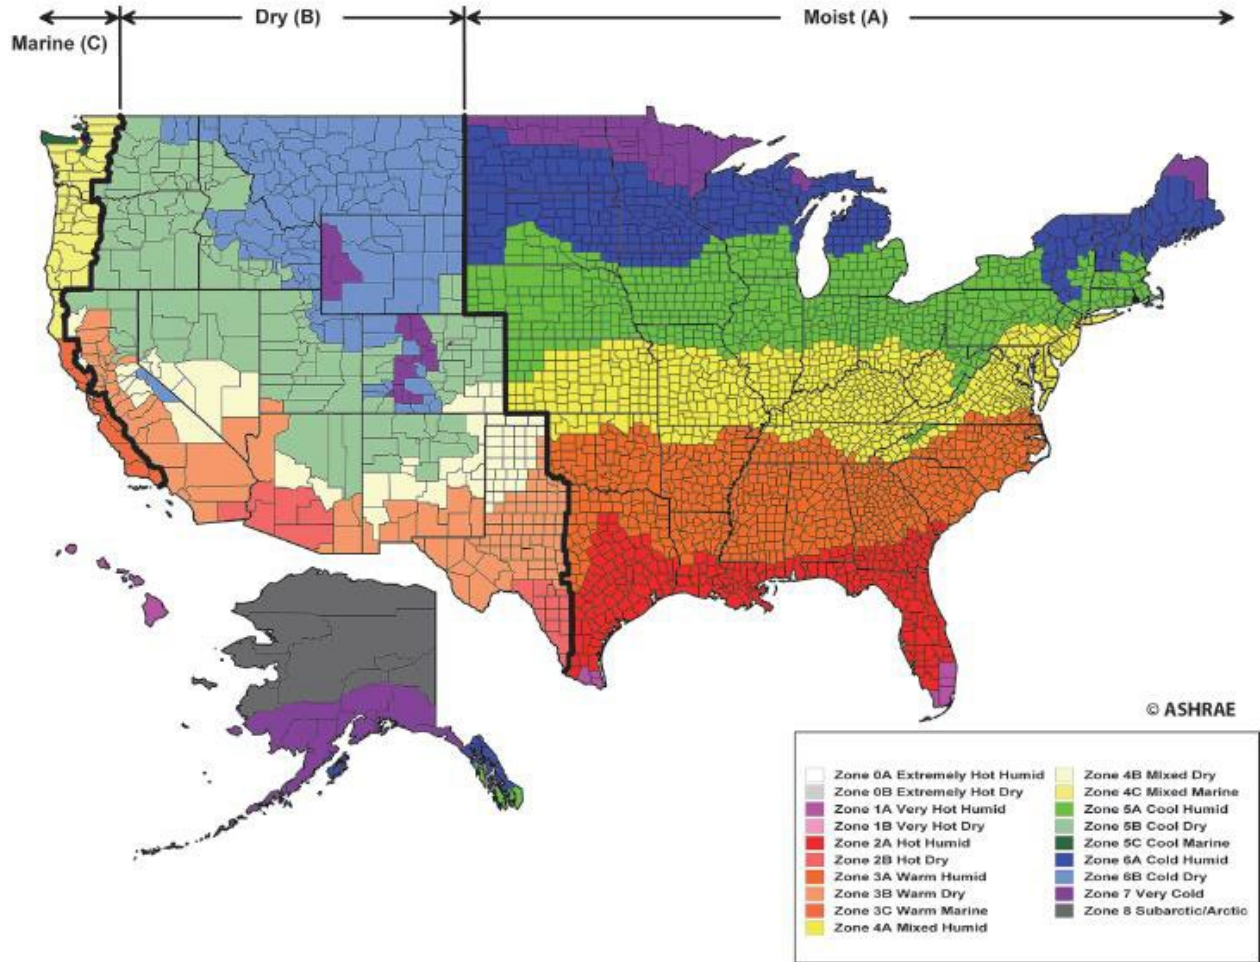 Marine (C)
Dry (B)
Moist (A)
© ASHRAE
Zone 0A Extremely Hot Humid
Zone 0B Extremely Hot Dry
Zone 1A Very Hot Humid
Zone 1B Very Hot Dry
Zone 2A Hot Humid
Zone 2B Hot Dry
Zone 3A Warm Humid
Zone 3B Warm Dry
Zone 3C Warm Marine
Zone 4A Mixed Humid
Zone 4B Mixed Dry
Zone 4C Mixed Marine
Zone 5A Cool Humid
Zone 5B Cool Dry
Zone 5C Cool Marine
Zone 6A Cold Humid
Zone 6B Cold Dry
Zone 7 Very Cold
Zone 8 Subarctic/Arctic